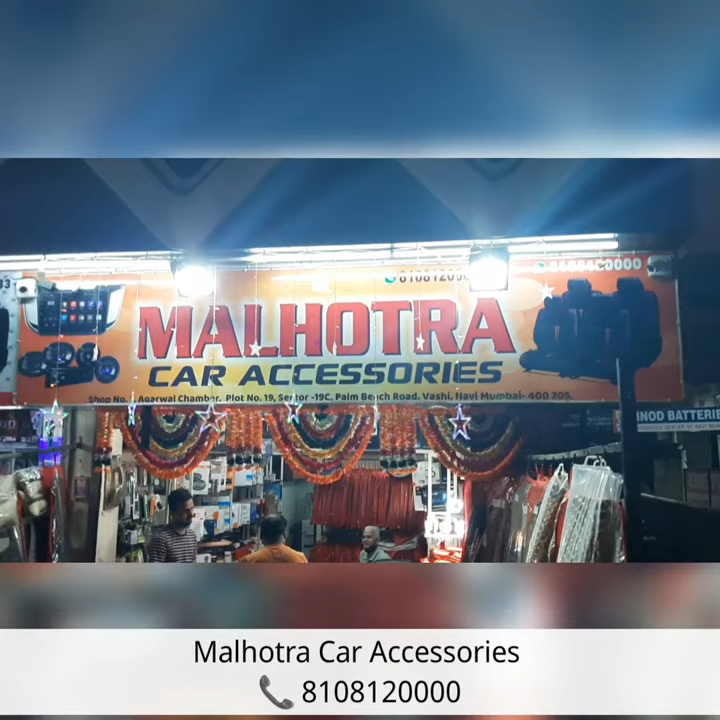 MALHOTRA
CAR ACCESSORIES
Shop No. Agarwal Chamber, Plot No. 19, Sector -19C, Palm Beach Road, Vashi, Navi Mumbai- 400 705.
INOD BATTERIE
Malhotra Car Accessories
📞 8108120000